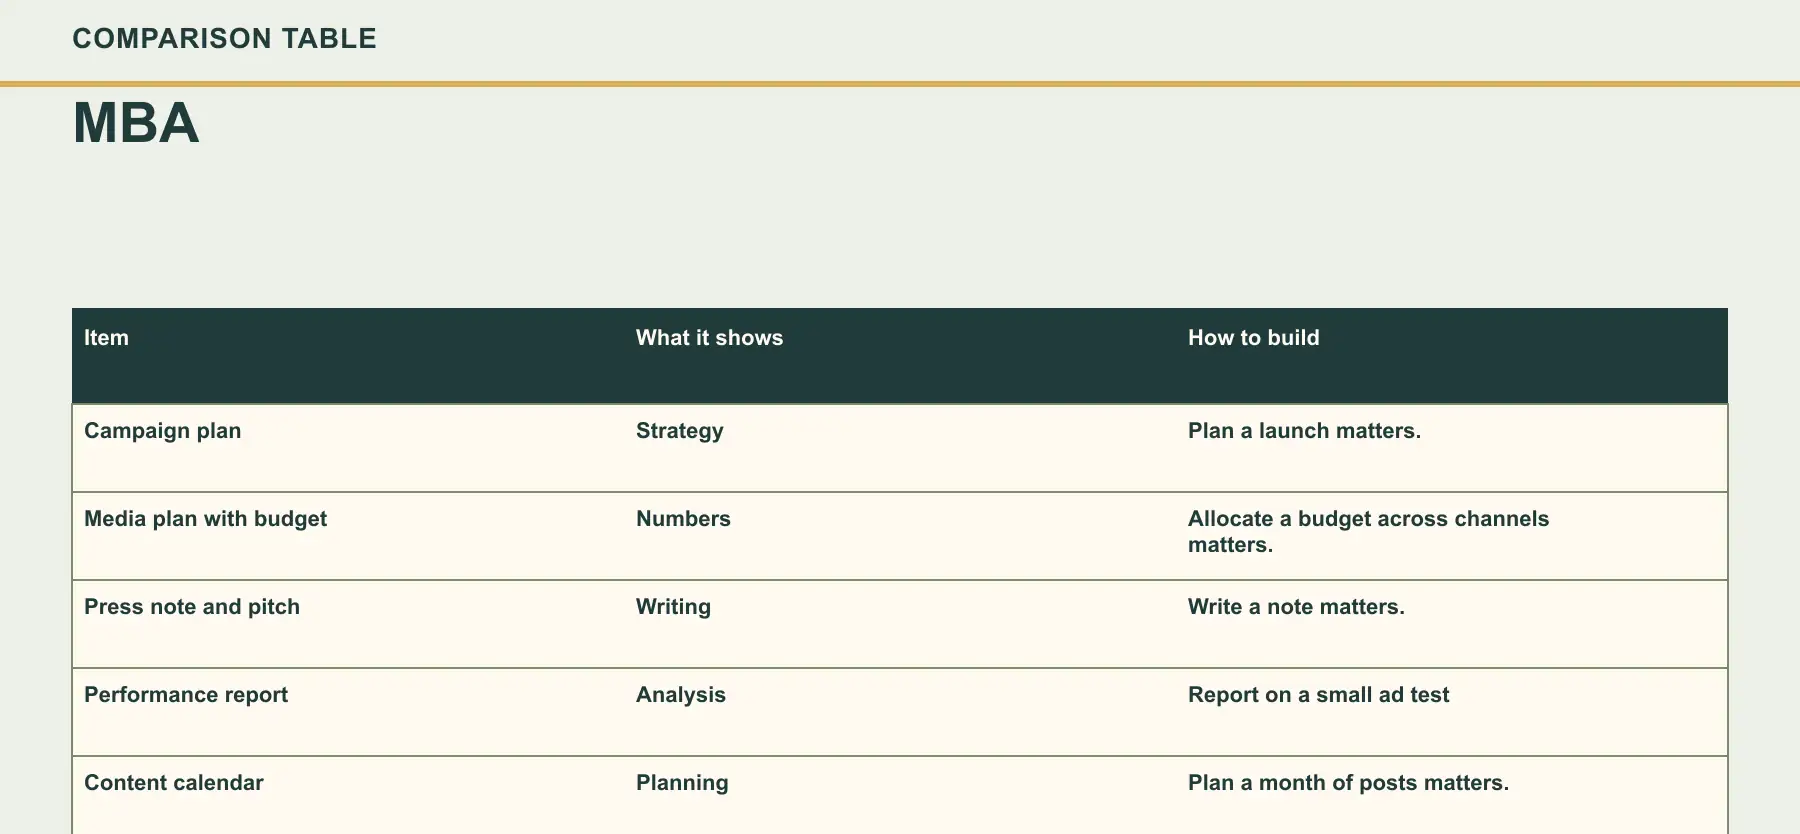 COMPARISON TABLE
MBA
Item What it shows How to build
Campaign plan Strategy Plan a launch matters.
Media plan with budget Numbers Allocate a budget across channels
matters.
Press note and pitch Writing Write a note matters.
Performance report Analysis Report on a small ad test
Content calendar Planning Plan a month of posts matters.